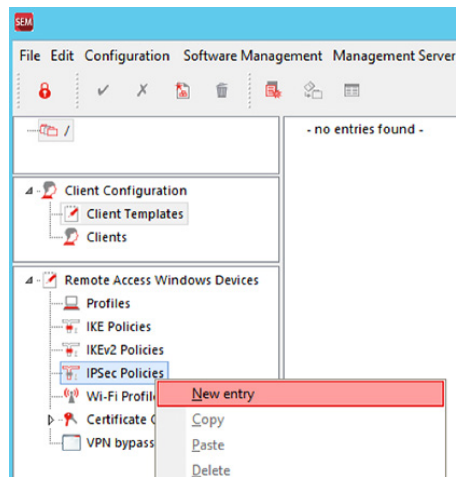 SEM
File Edit Configuration Software Management Management Server
/
- no entries found -
Client Configuration
Client Templates
Clients
Remote Access Windows Devices
Profiles
IKE Policies
IKEv2 Policies
IPSec Policies
Wi-Fi Profil
Certificate
VPN bypass
New entry
Copy
Paste
Delete